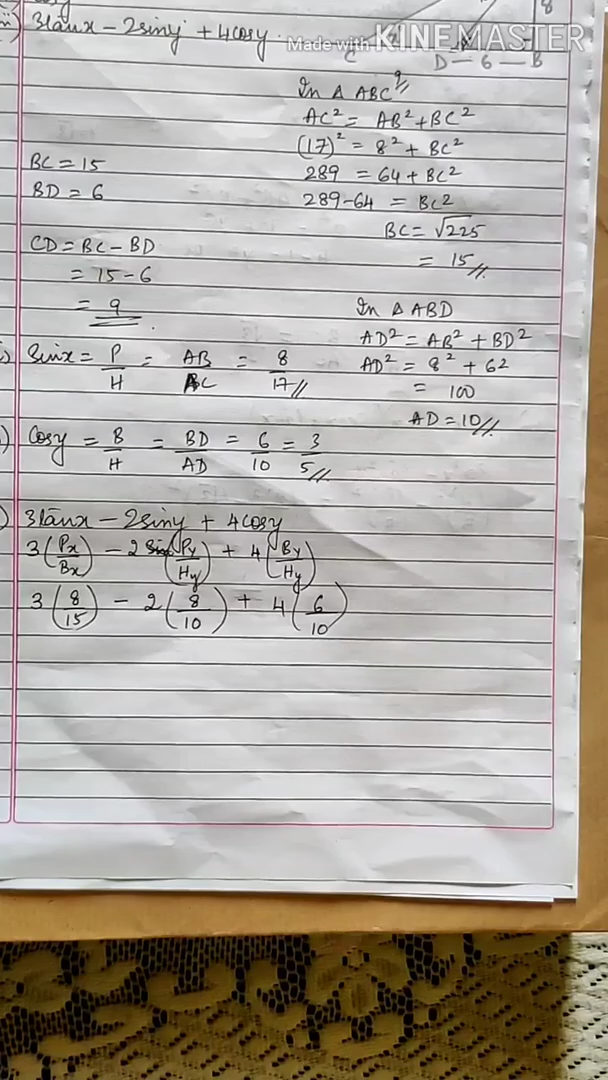 iii) 3tanx - 2siny + 4cosy.
8
Made with KINEMASTER
D - 6 - B
In Δ ABC
AC² = AB² + BC²
(17)² = 8² + BC²
289 = 64 + BC²
289 - 64 = BC²
BC = √225
= 15
BC = 15
BD = 6
CD = BC - BD
= 15 - 6
= 9
In Δ ABD
AD² = AB² + BD²
AD² = 8² + 62
= 100
AD = 10
i) Sinx = P/H = AB/AC = 8/17
ii) Cosy = B/H = BD/AD = 6/10 = 3/5
3tanx - 2siny + 4cosy
3(Px/Bx) - 2(Py/Hy) + 4(By/Hy)
3(8/15) - 2(8/10) + 4(6/10)